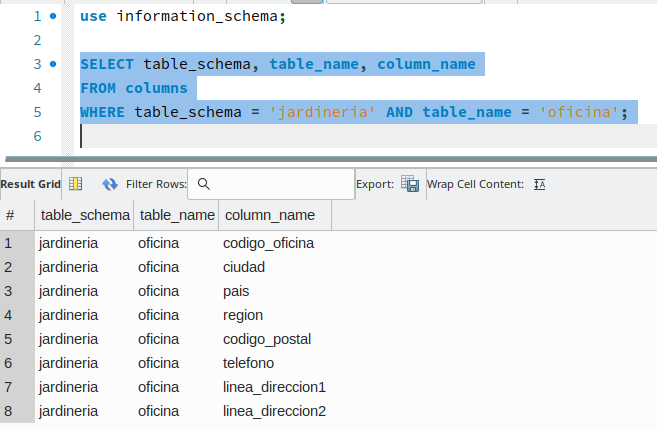 1 use information_schema;
2
3 SELECT table_schema, table_name, column_name
4 FROM columns
5 WHERE table_schema = 'jardineria' AND table_name = 'oficina';
6
Result Grid Filter Rows: Export: Wrap Cell Content: IA
# table_schema table_name column_name
1 jardineria oficina codigo_oficina
2 jardineria oficina ciudad
3 jardineria oficina pais
4 jardineria oficina region
5 jardineria oficina codigo_postal
6 jardineria oficina telefono
7 jardineria oficina linea_direccion1
8 jardineria oficina linea_direccion2